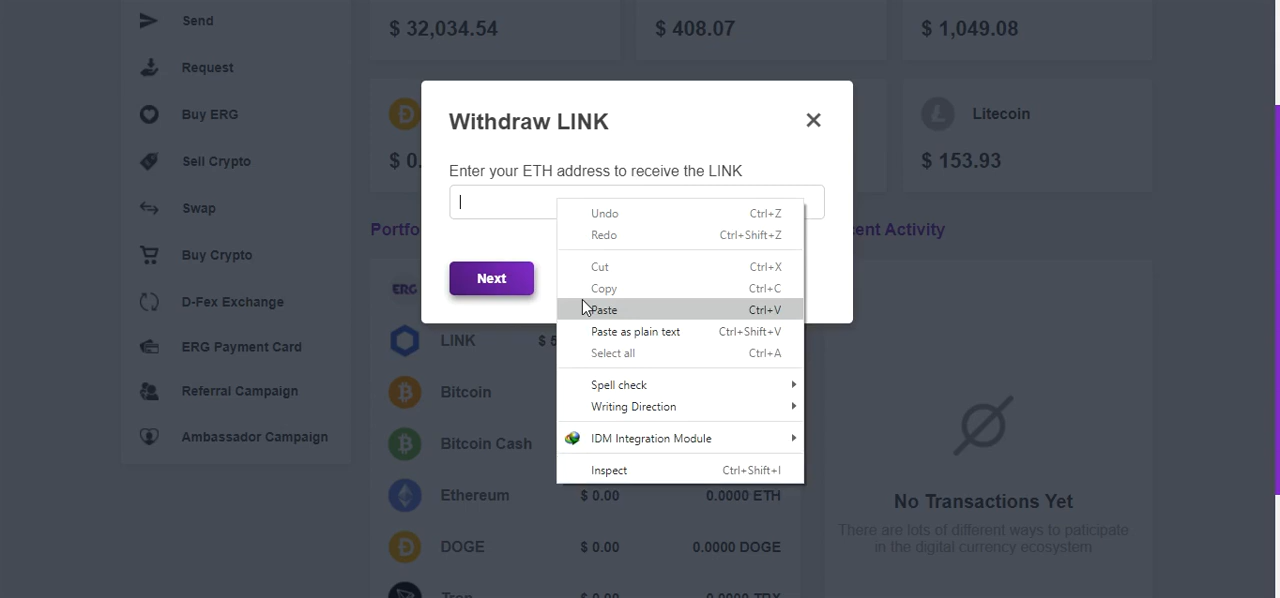 Send
$ 32,034.54
$ 408.07
$ 1,049.08
Request
Buy ERG
Sell Crypto
Swap
Buy Crypto
D-Fex Exchange
ERG Payment Card
Referral Campaign
Ambassador Campaign
Withdraw LINK
Enter your ETH address to receive the LINK
Next
Undo Ctrl+Z
Redo Ctrl+Shift+Z
Cut Ctrl+X
Copy Ctrl+C
Paste Ctrl+V
Paste as plain text Ctrl+Shift+V
Select all Ctrl+A
Spell check
Writing Direction
IDM Integration Module
Inspect Ctrl+Shift+I
Litecoin
$ 0.
$ 153.93
Activity
ERG
LINK $
Bitcoin
Bitcoin Cash
Ethereum $ 0.00 0.0000 ETH
DOGE $ 0.00 0.0000 DOGE
No Transactions Yet
There are lots of different ways to paticipate
in the digital currency ecosystem